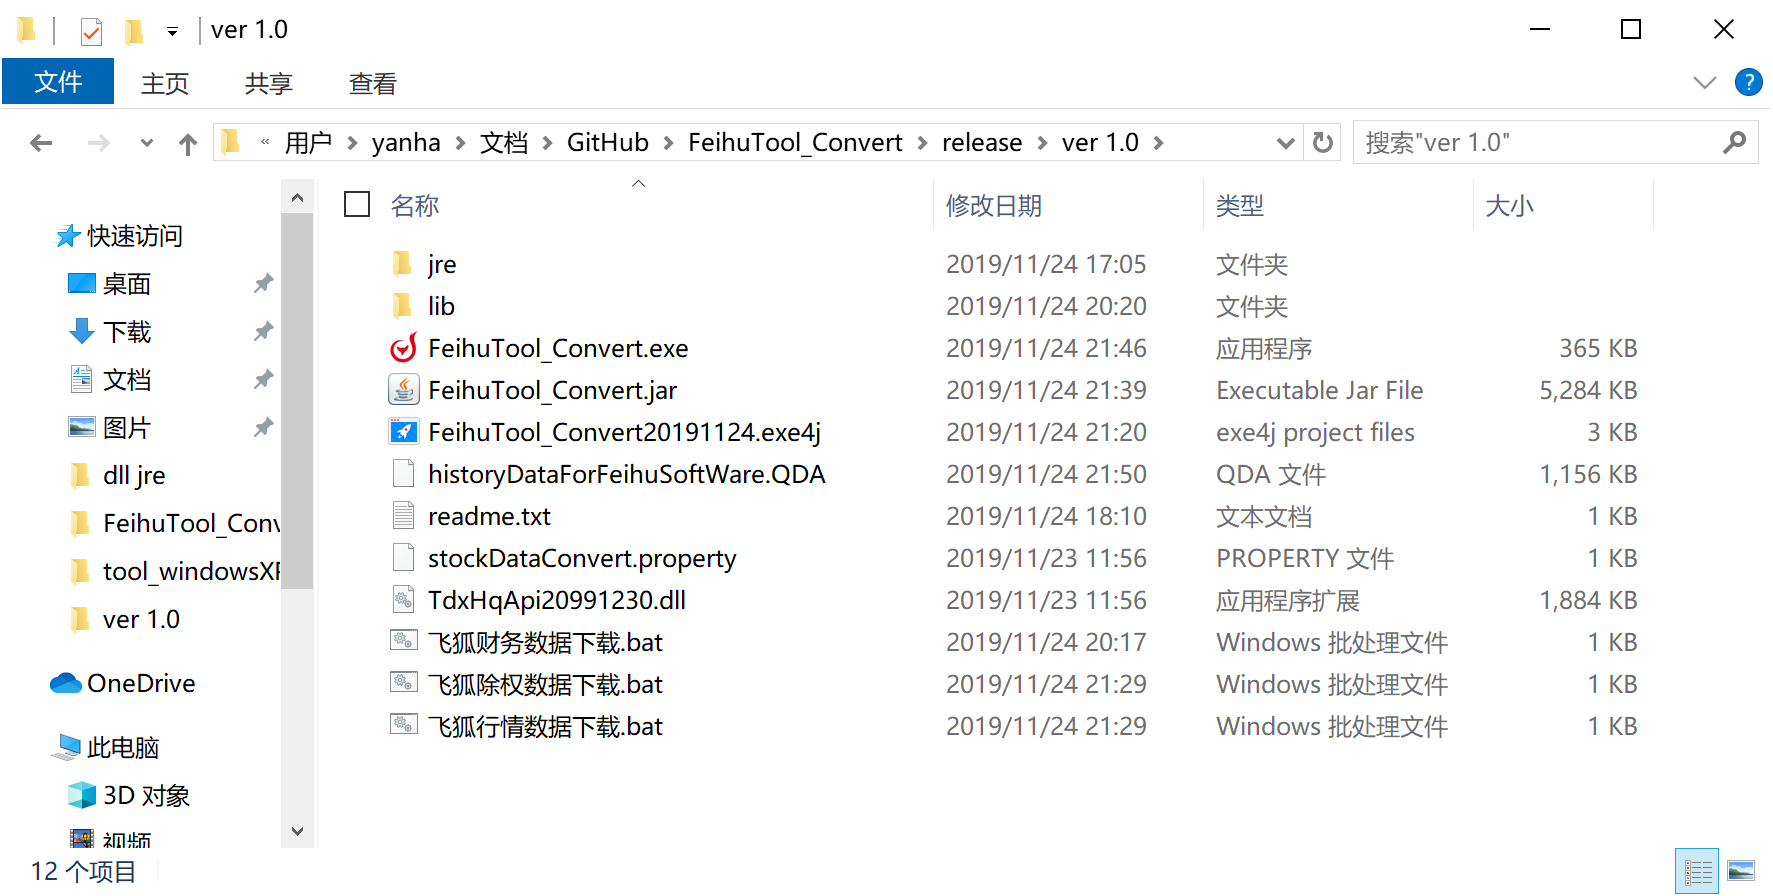 ver 1.0
文件 主页 共享 查看
« 用户 > yanha > 文档 > GitHub > FeihuTool_Convert > release > ver 1.0 > 搜索"ver 1.0"
名称 修改日期 类型 大小
快速访问
桌面
下载
文档
图片
dll jre
FeihuTool_Conv
tool_windowsXP
ver 1.0
OneDrive
此电脑
3D 对象
视频
jre 2019/11/24 17:05 文件夹
lib 2019/11/24 20:20 文件夹
FeihuTool_Convert.exe 2019/11/24 21:46 应用程序 365 KB
FeihuTool_Convert.jar 2019/11/24 21:39 Executable Jar File 5,284 KB
FeihuTool_Convert20191124.exe4j 2019/11/24 21:20 exe4j project files 3 KB
historyDataForFeihuSoftWare.QDA 2019/11/24 21:50 QDA 文件 1,156 KB
readme.txt 2019/11/24 18:10 文本文档 1 KB
stockDataConvert.property 2019/11/23 11:56 PROPERTY 文件 1 KB
TdxHqApi20991230.dll 2019/11/23 11:56 应用程序扩展 1,884 KB
飞狐财务数据下载.bat 2019/11/24 20:17 Windows 批处理文件 1 KB
飞狐除权数据下载.bat 2019/11/24 21:29 Windows 批处理文件 1 KB
飞狐行情数据下载.bat 2019/11/24 21:29 Windows 批处理文件 1 KB
12 个项目